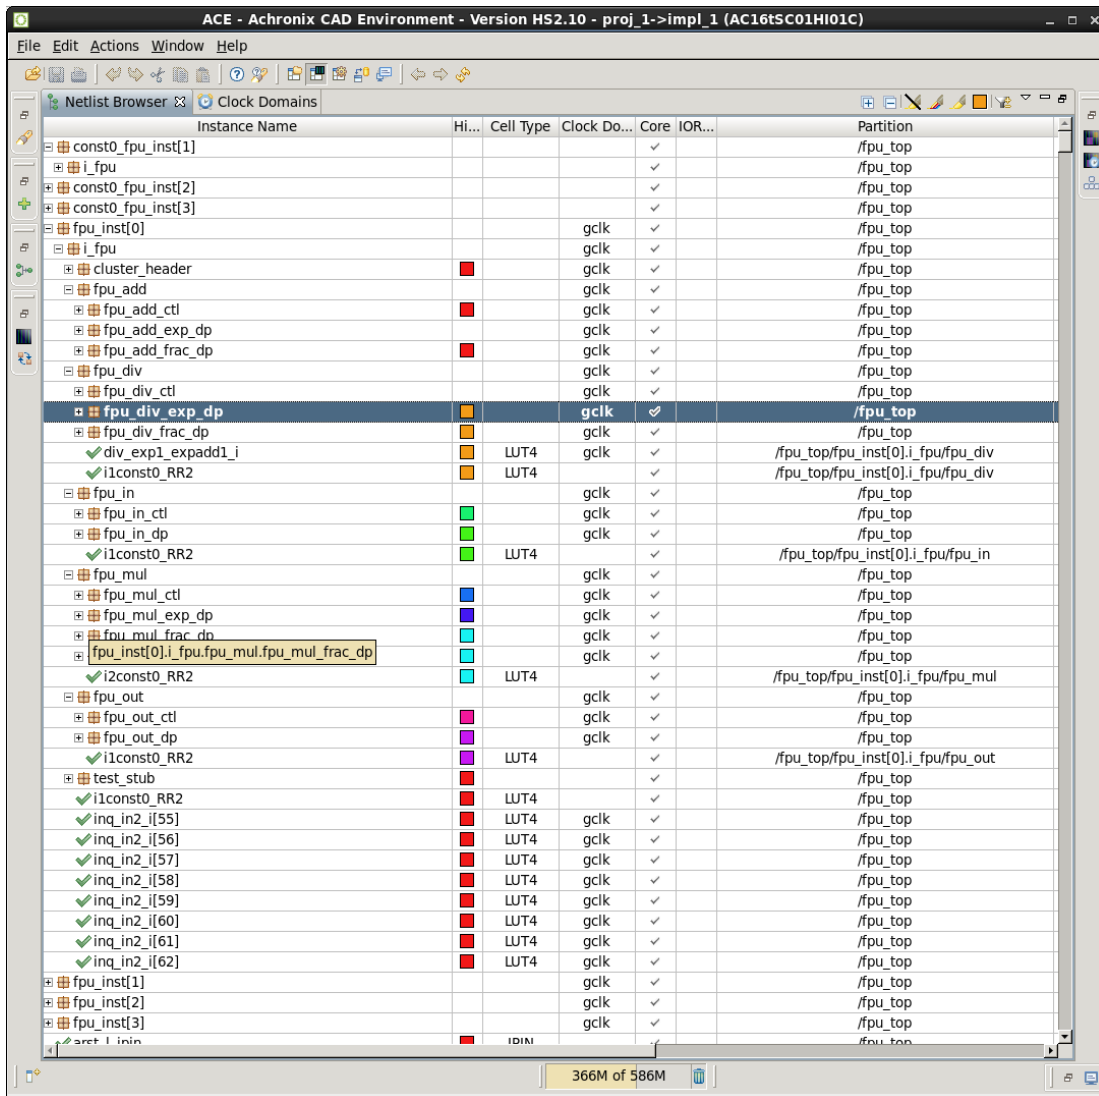 ACE - Achronix CAD Environment - Version HS2.10 - proj_1->impl_1 (AC16tSC01HI01C)
File Edit Actions Window Help
Netlist Browser Clock Domains
Instance Name Hi... Cell Type Clock Do... Core IOR... Partition
const0_fpu_inst[1] /fpu_top
i_fpu /fpu_top
const0_fpu_inst[2] /fpu_top
const0_fpu_inst[3] /fpu_top
fpu_inst[0] gclk /fpu_top
i_fpu gclk /fpu_top
cluster_header gclk /fpu_top
fpu_add gclk /fpu_top
fpu_add_ctl gclk /fpu_top
fpu_add_exp_dp gclk /fpu_top
fpu_add_frac_dp gclk /fpu_top
fpu_div gclk /fpu_top
fpu_div_ctl gclk /fpu_top
fpu_div_exp_dp gclk /fpu_top
fpu_div_frac_dp gclk /fpu_top
div_exp1_expadd1_i LUT4 gclk /fpu_top/fpu_inst[0].i_fpu/fpu_div
i1const0_RR2 LUT4 /fpu_top/fpu_inst[0].i_fpu/fpu_div
fpu_in gclk /fpu_top
fpu_in_ctl gclk /fpu_top
fpu_in_dp gclk /fpu_top
i1const0_RR2 LUT4 /fpu_top/fpu_inst[0].i_fpu/fpu_in
fpu_mul gclk /fpu_top
fpu_mul_ctl gclk /fpu_top
fpu_mul_exp_dp gclk /fpu_top
fpu_mul_frac_dp gclk /fpu_top
fpu_inst[0].i_fpu.fpu_mul.fpu_mul_frac_dp gclk /fpu_top
i2const0_RR2 LUT4 /fpu_top/fpu_inst[0].i_fpu/fpu_mul
fpu_out gclk /fpu_top
fpu_out_ctl gclk /fpu_top
fpu_out_dp gclk /fpu_top
i1const0_RR2 LUT4 /fpu_top/fpu_inst[0].i_fpu/fpu_out
test_stub /fpu_top
i1const0_RR2 LUT4 /fpu_top
inq_in2_i[55] LUT4 gclk /fpu_top
inq_in2_i[56] LUT4 gclk /fpu_top
inq_in2_i[57] LUT4 gclk /fpu_top
inq_in2_i[58] LUT4 gclk /fpu_top
inq_in2_i[59] LUT4 gclk /fpu_top
inq_in2_i[60] LUT4 gclk /fpu_top
inq_in2_i[61] LUT4 gclk /fpu_top
inq_in2_i[62] LUT4 gclk /fpu_top
fpu_inst[1] gclk /fpu_top
fpu_inst[2] gclk /fpu_top
fpu_inst[3] gclk /fpu_top
arst_l_ipin IPIN /fpu_top
366M of 586M